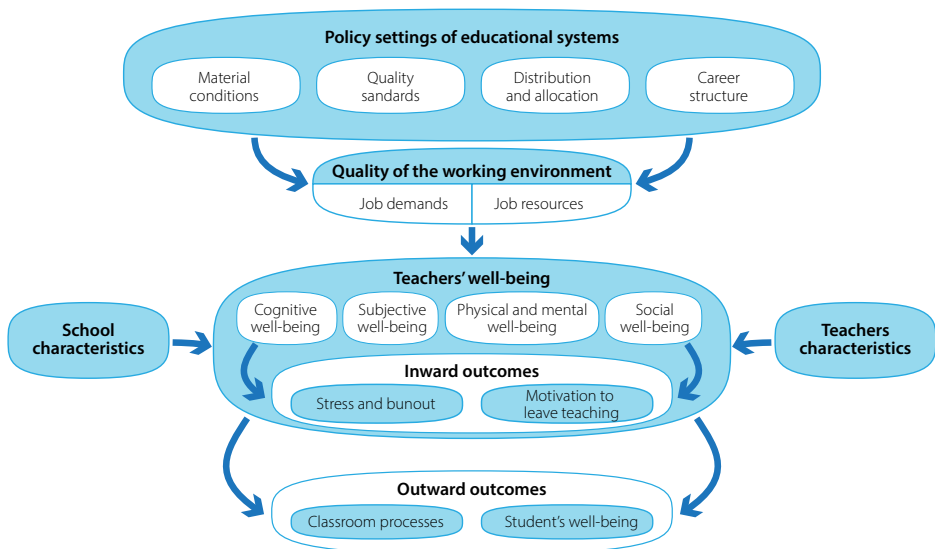 Policy settings of educational systems
Material
conditions
Quality
sandards
Distribution
and allocation
Career
structure
Quality of the working environment
Job demands
Job resources
Teachers’ well-being
Cognitive
well-being
Subjective
well-being
Physical and mental
well-being
Social
well-being
School
characteristics
Teachers
characteristics
Inward outcomes
Stress and bunout
Motivation to
leave teaching
Outward outcomes
Classroom processes
Student’s well-being